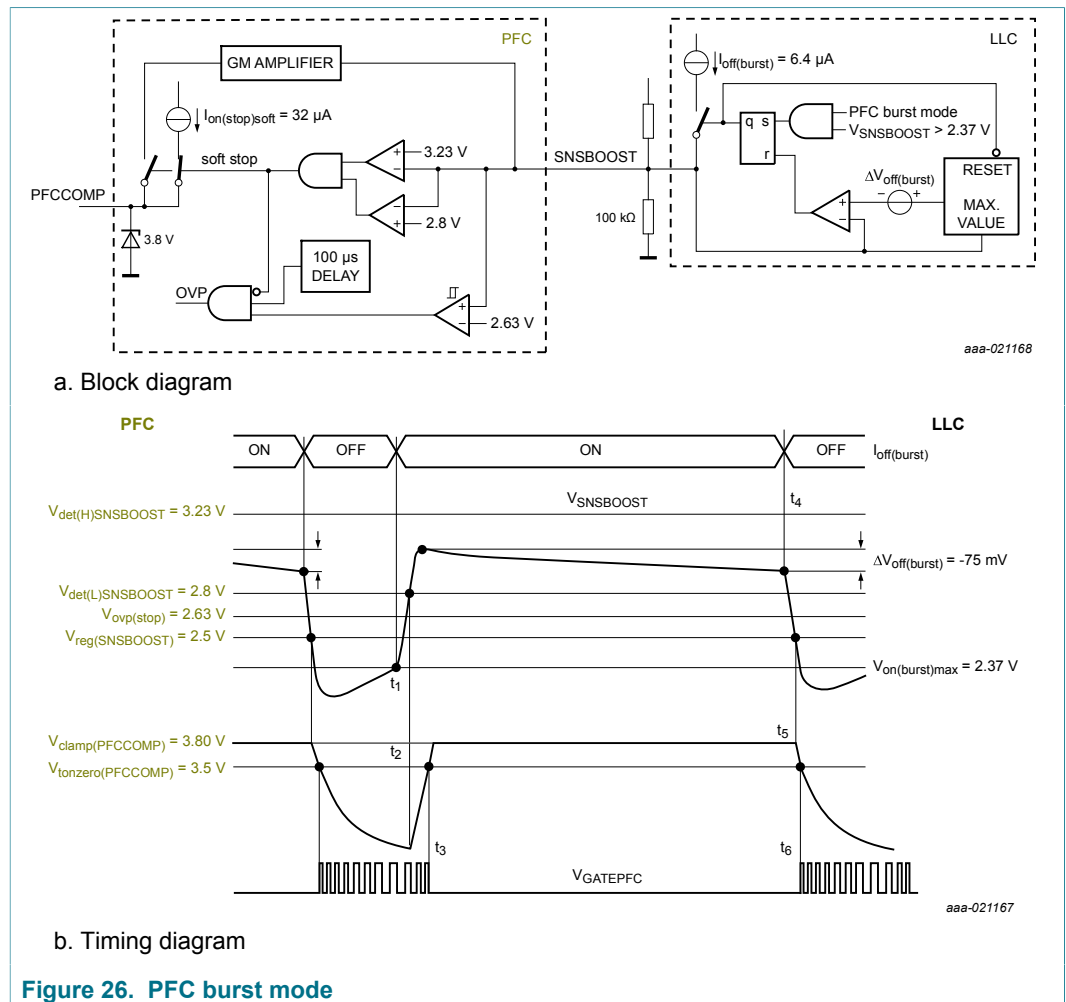 PFC
LLC
GM AMPLIFIER
Ioff(burst) = 6.4 µA
Ion(stop)soft = 32 µA
PFC burst mode
VSNSBOOST > 2.37 V
q s
r
3.23 V
soft stop
SNSBOOST
PFCCOMP
2.8 V
ΔVoff(burst)
RESET
MAX.
VALUE
3.8 V
100 kΩ
100 µs
DELAY
OVP
2.63 V
aaa-021168
a. Block diagram
PFC
LLC
ON
OFF
ON
OFF
Ioff(burst)
VSNSBOOST
t4
Vdet(H)SNSBOOST = 3.23 V
ΔVoff(burst) = -75 mV
Vdet(L)SNSBOOST = 2.8 V
Vovp(stop) = 2.63 V
Vreg(SNSBOOST) = 2.5 V
Von(burst)max = 2.37 V
t1
Vclamp(PFCCOMP) = 3.80 V
t2
t5
Vtonzero(PFCCOMP) = 3.5 V
t3
t6
VGATEPFC
aaa-021167
b. Timing diagram
Figure 26. PFC burst mode